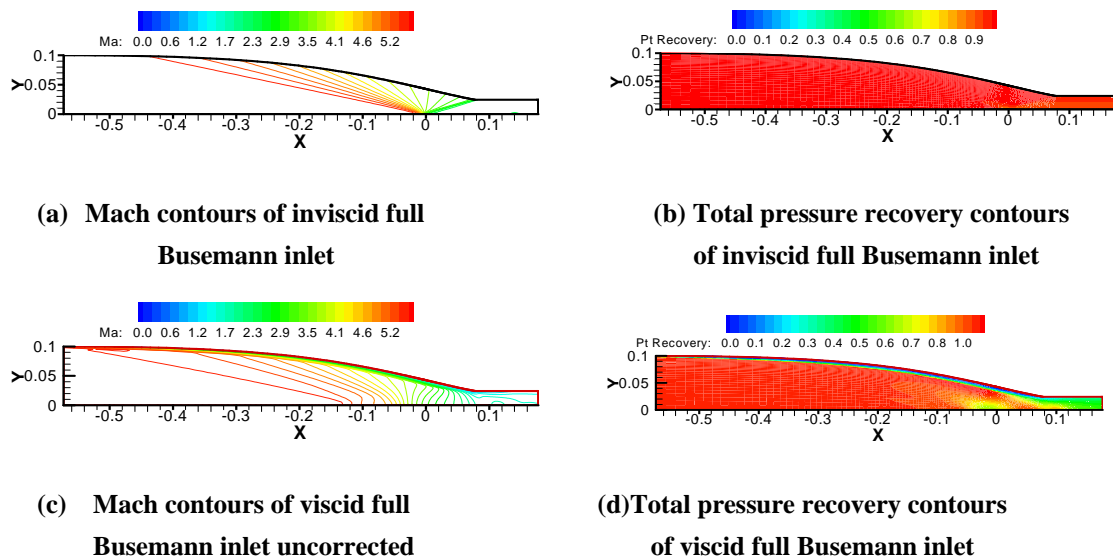 Ma: 0.0 0.6 1.2 1.7 2.3 2.9 3.5 4.1 4.6 5.2
0.1
0.05
0
Y
-0.5 -0.4 -0.3 -0.2 -0.1 0 0.1
X
(a) Mach contours of inviscid full
Busemann inlet
Pt Recovery: 0.0 0.1 0.2 0.3 0.4 0.5 0.6 0.7 0.8 0.9
0.1
0.05
0
Y
-0.5 -0.4 -0.3 -0.2 -0.1 0 0.1
X
(b) Total pressure recovery contours
of inviscid full Busemann inlet
Ma: 0.0 0.6 1.2 1.7 2.3 2.9 3.5 4.1 4.6 5.2
0.1
0.05
0
Y
-0.5 -0.4 -0.3 -0.2 -0.1 0 0.1
X
(c) Mach contours of viscid full
Busemann inlet uncorrected
Pt Recovery: 0.0 0.1 0.2 0.3 0.4 0.5 0.6 0.7 0.8 1.0
0.1
0.05
0
Y
-0.5 -0.4 -0.3 -0.2 -0.1 0 0.1
X
(d)Total pressure recovery contours
of viscid full Busemann inlet